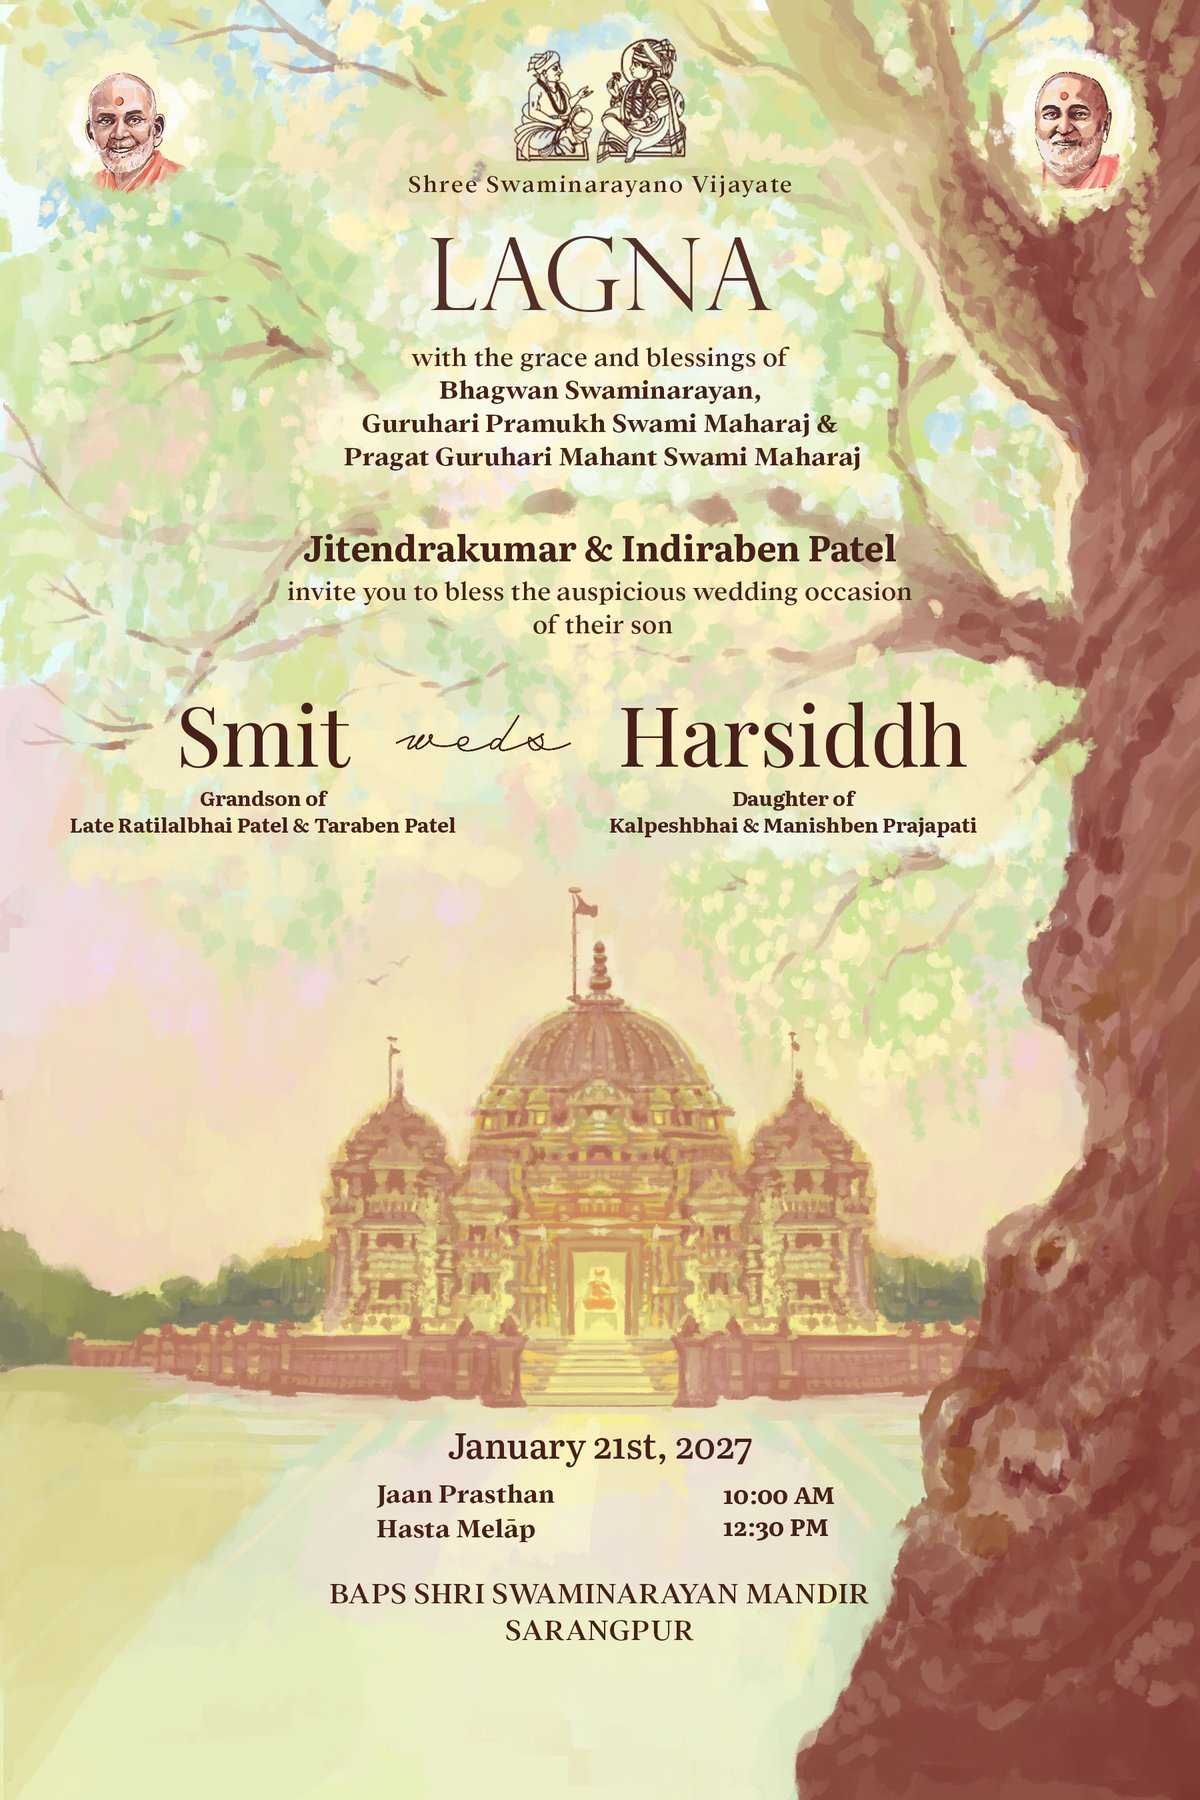 Shree Swaminarayano Vijayate
LAGNA
with the grace and blessings of
Bhagwan Swaminarayan,
Guruhari Pramukh Swami Maharaj &
Pragat Guruhari Mahant Swami Maharaj
Jitendrakumar & Indiraben Patel
invite you to bless the auspicious wedding occasion
of their son
Smit weds Harsiddh
Grandson of
Late Ratilalbhai Patel & Taraben Patel
Daughter of
Kalpeshbhai & Manishben Prajapati
January 21st, 2027
Jaan Prasthan 10:00 AM
Hasta Melāp 12:30 PM
BAPS SHRI SWAMINARAYAN MANDIR
SARANGPUR